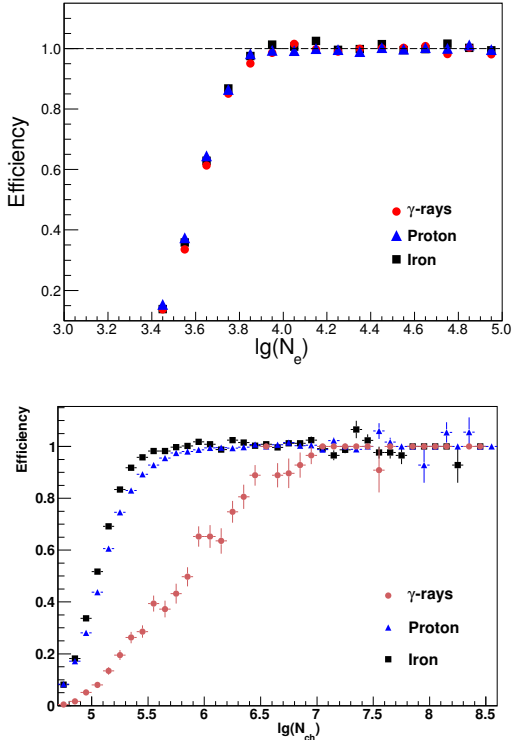 Efficiency
1.0
0.8
0.6
0.4
0.2
γ-rays
Proton
Iron
3.0 3.2 3.4 3.6 3.8 4.0 4.2 4.4 4.6 4.8 5.0
lg(N_e)
Efficiency
1
0.8
0.6
0.4
0.2
0
γ-rays
Proton
Iron
5 5.5 6 6.5 7 7.5 8 8.5
lg(N_ch)